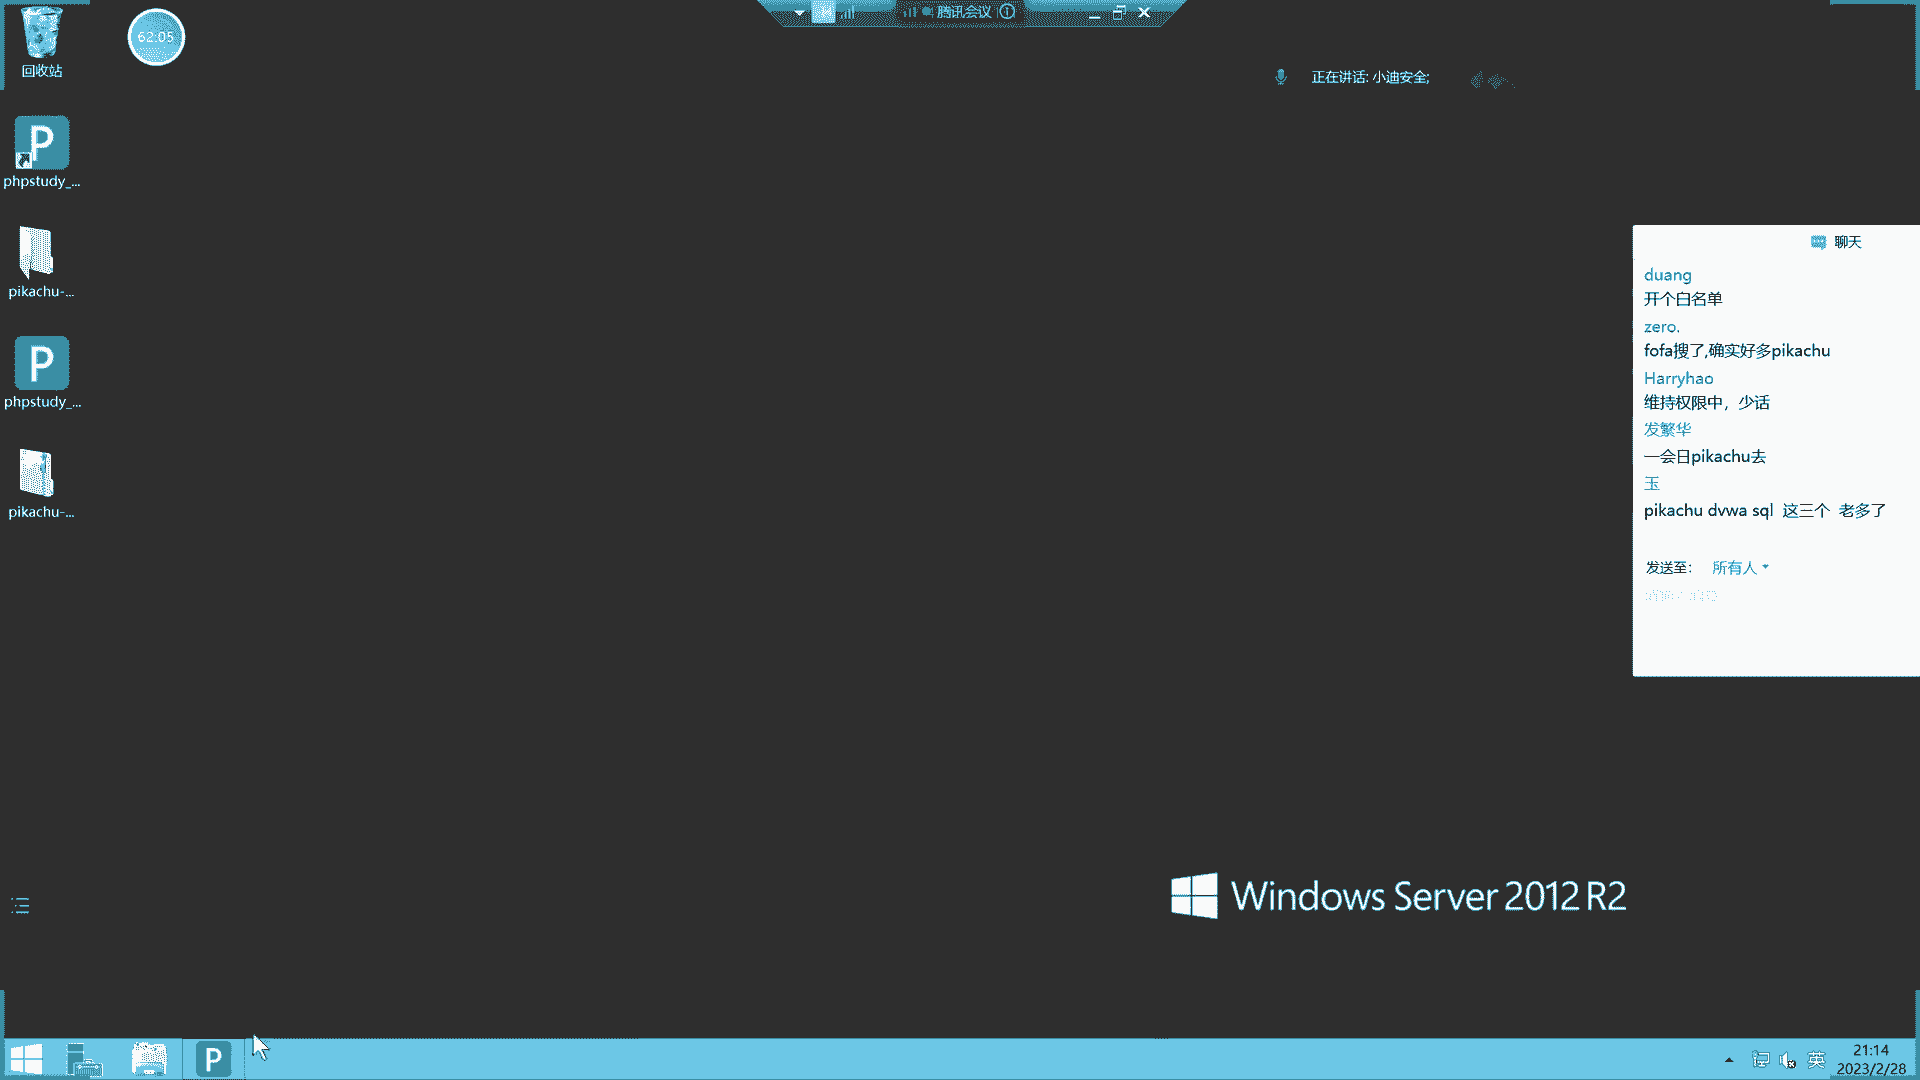 腾讯会议
回收站
62:05
正在讲话: 小迪安全;
phpstudy_...
pikachu-...
phpstudy_...
pikachu-...
聊天
duang
开个白名单
zero.
fofa搜了,确实好多pikachu
Harryhao
维持权限中，少话
发繁华
一会日pikachu去
玉
pikachu dvwa sql 这三个 老多了
发送至： 所有人
Windows Server 2012 R2
英
21:14
2023/2/28